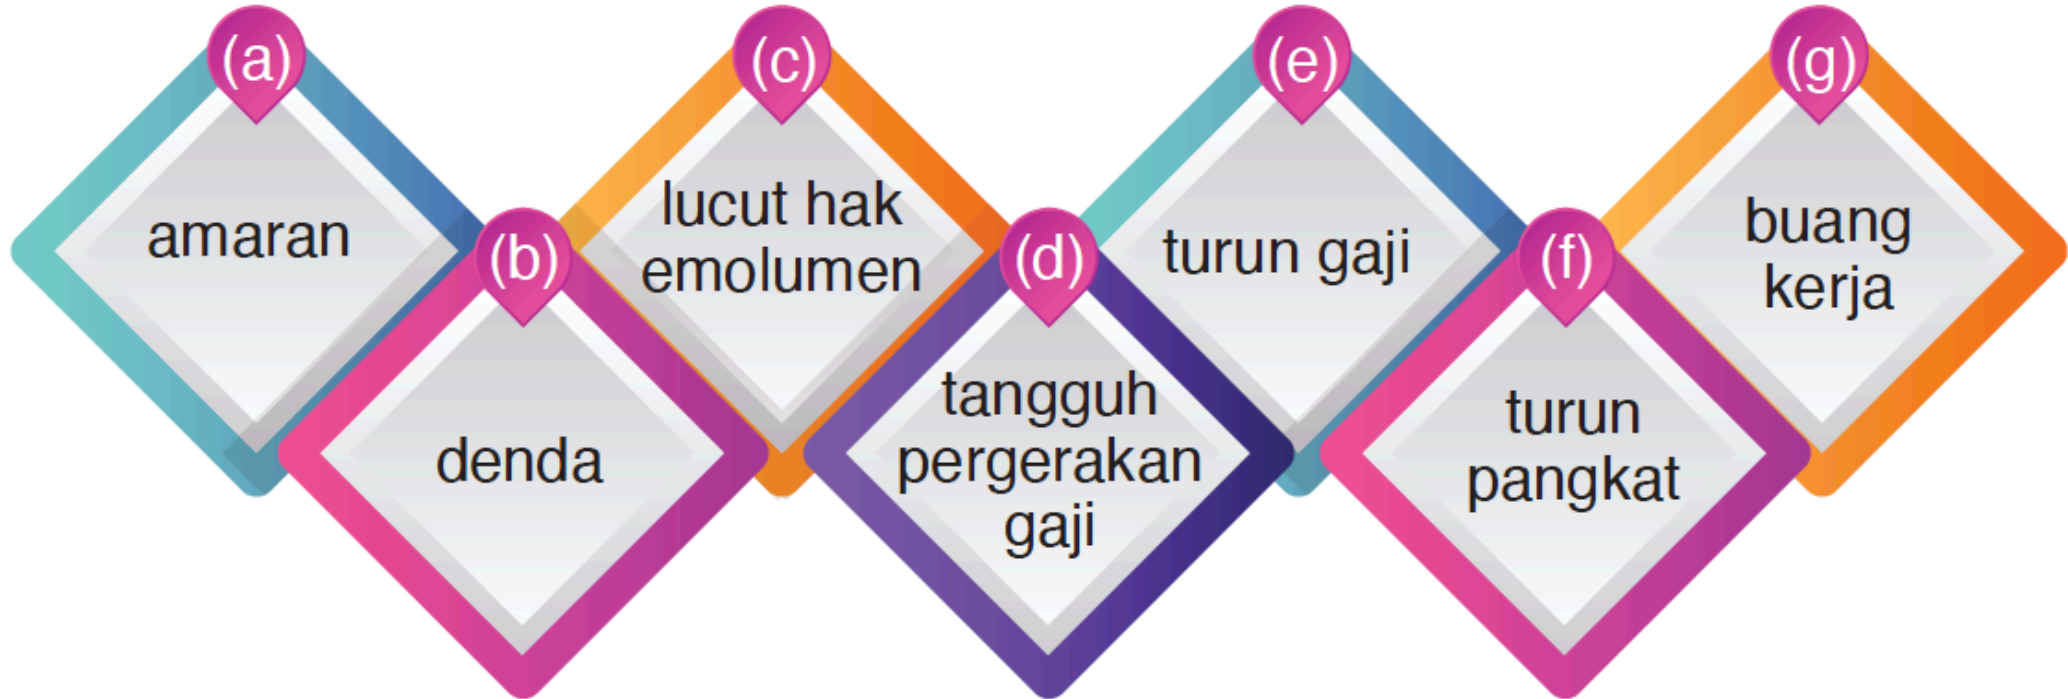 (a)
amaran
(b)
denda
(c)
lucut hak
emolumen
(d)
tangguh
pergerakan
gaji
(e)
turun gaji
(f)
turun
pangkat
(g)
buang
kerja